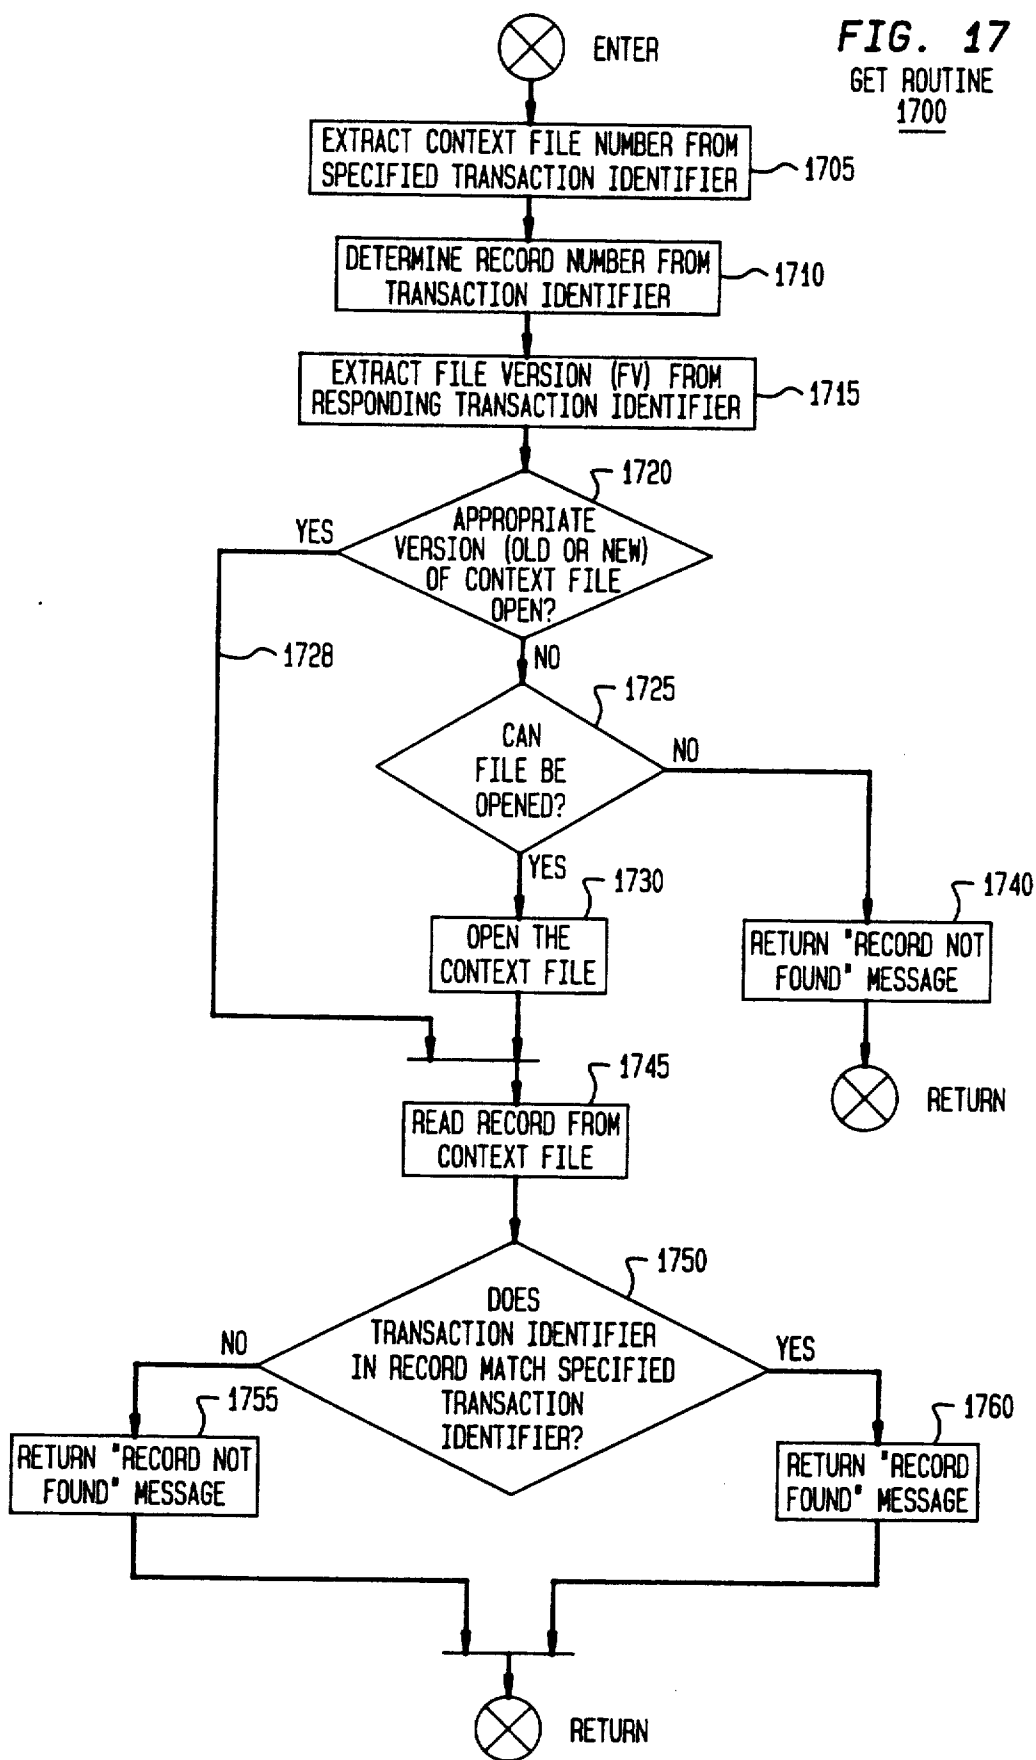 ENTER
FIG. 17
GET ROUTINE
1700
EXTRACT CONTEXT FILE NUMBER FROM
SPECIFIED TRANSACTION IDENTIFIER
1705
DETERMINE RECORD NUMBER FROM
TRANSACTION IDENTIFIER
1710
EXTRACT FILE VERSION (FV) FROM
RESPONDING TRANSACTION IDENTIFIER
1715
1720
YES
APPROPRIATE
VERSION (OLD OR NEW)
OF CONTEXT FILE
OPEN?
1728
NO
1725
CAN
FILE BE
OPENED?
NO
YES
1730
OPEN THE
CONTEXT FILE
1740
RETURN "RECORD NOT
FOUND" MESSAGE
RETURN
1745
READ RECORD FROM
CONTEXT FILE
1750
DOES
TRANSACTION IDENTIFIER
IN RECORD MATCH SPECIFIED
TRANSACTION
IDENTIFIER?
NO
YES
1755
RETURN "RECORD NOT
FOUND" MESSAGE
1760
RETURN "RECORD
FOUND" MESSAGE
RETURN